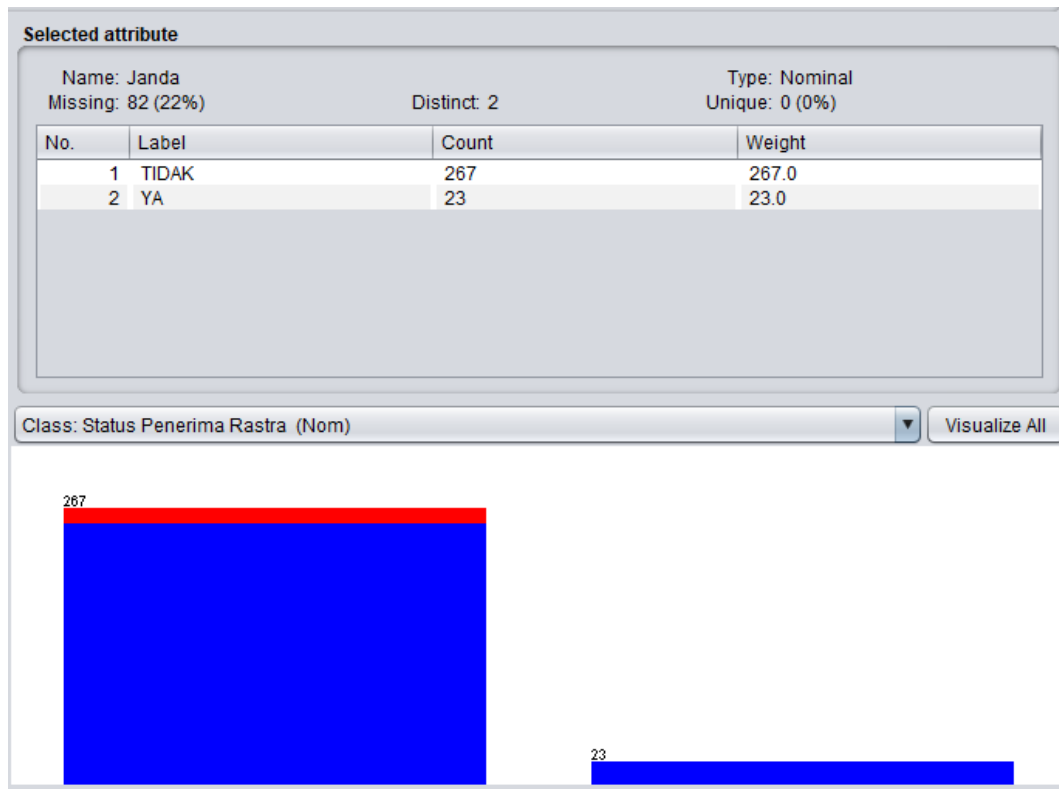 Selected attribute
Name: Janda Type: Nominal
Missing: 82 (22%) Distinct: 2 Unique: 0 (0%)
No. Label Count Weight
1 TIDAK 267 267.0
2 YA 23 23.0
Class: Status Penerima Rastra (Nom) Visualize All
267
23